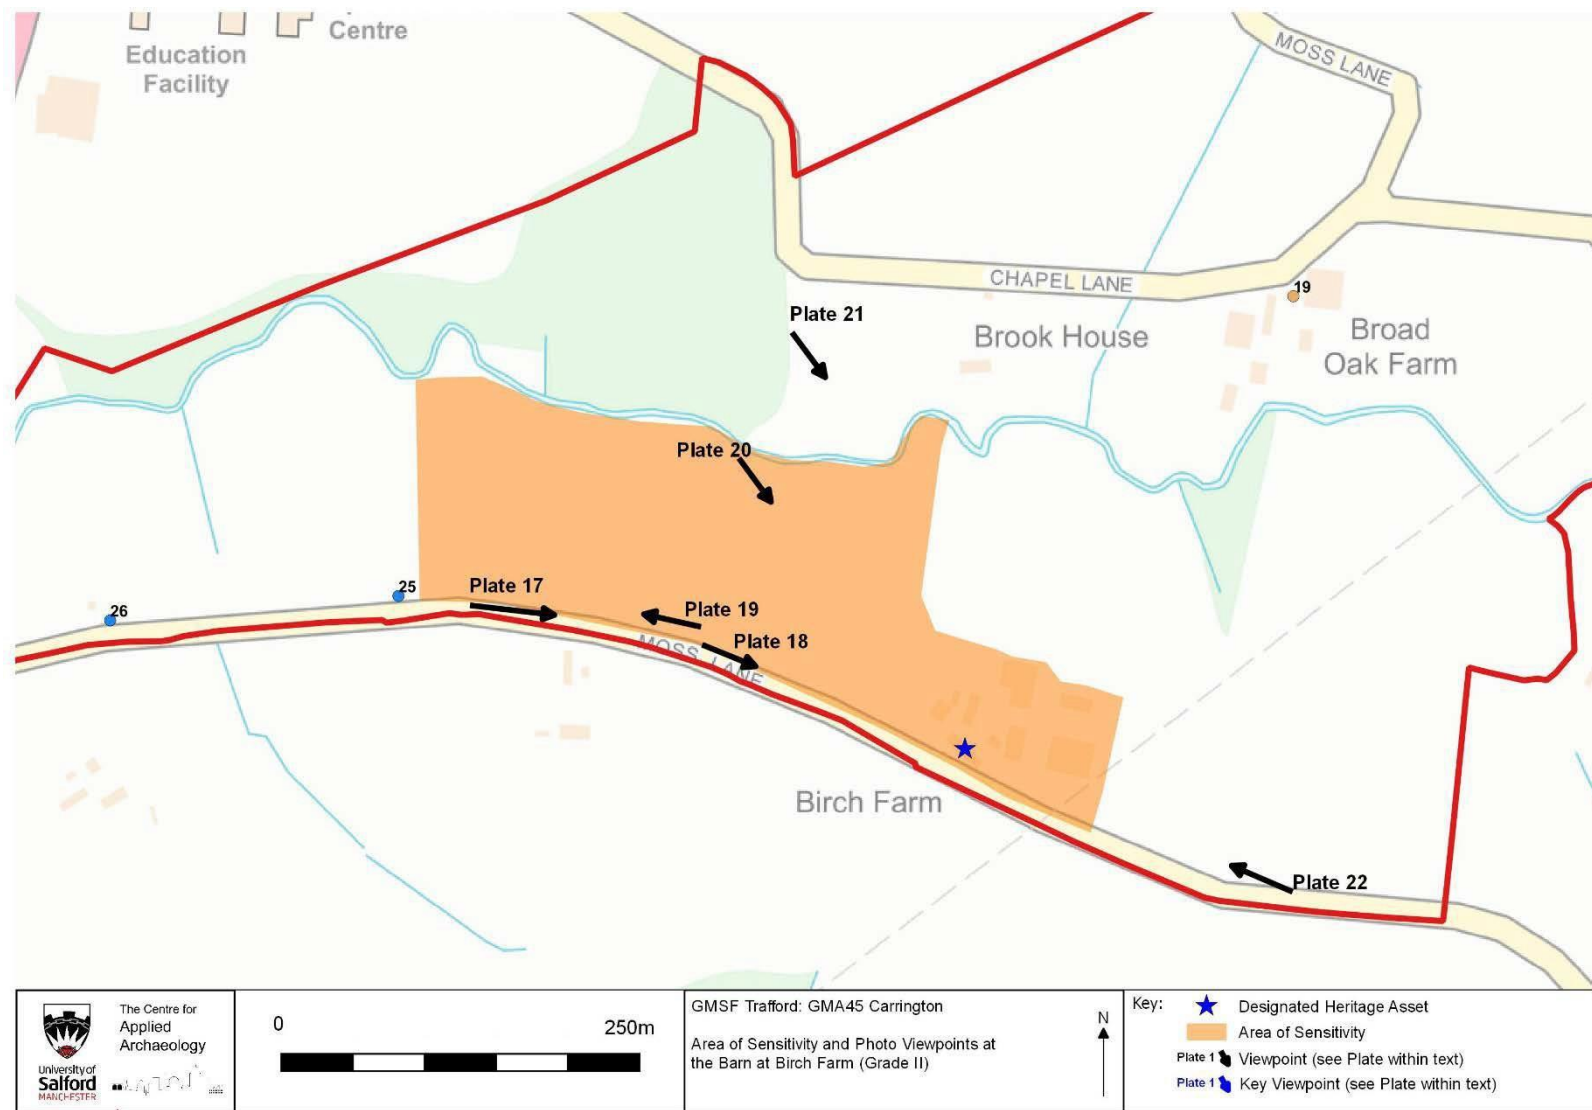 Centre
Education
Facility
MOSS LANE
CHAPEL LANE
19
Plate 21
Brook House
Broad
Oak Farm
Plate 20
25
Plate 17
26
Plate 19
Plate 18
MOSS LANE
Birch Farm
Plate 22
The Centre for
Applied
Archaeology
University of
Salford
MANCHESTER
0
250m
GMSF Trafford: GMA45 Carrington
Area of Sensitivity and Photo Viewpoints at
the Barn at Birch Farm (Grade II)
N
Key:
Designated Heritage Asset
Area of Sensitivity
Plate 1
Viewpoint (see Plate within text)
Plate 1
Key Viewpoint (see Plate within text)